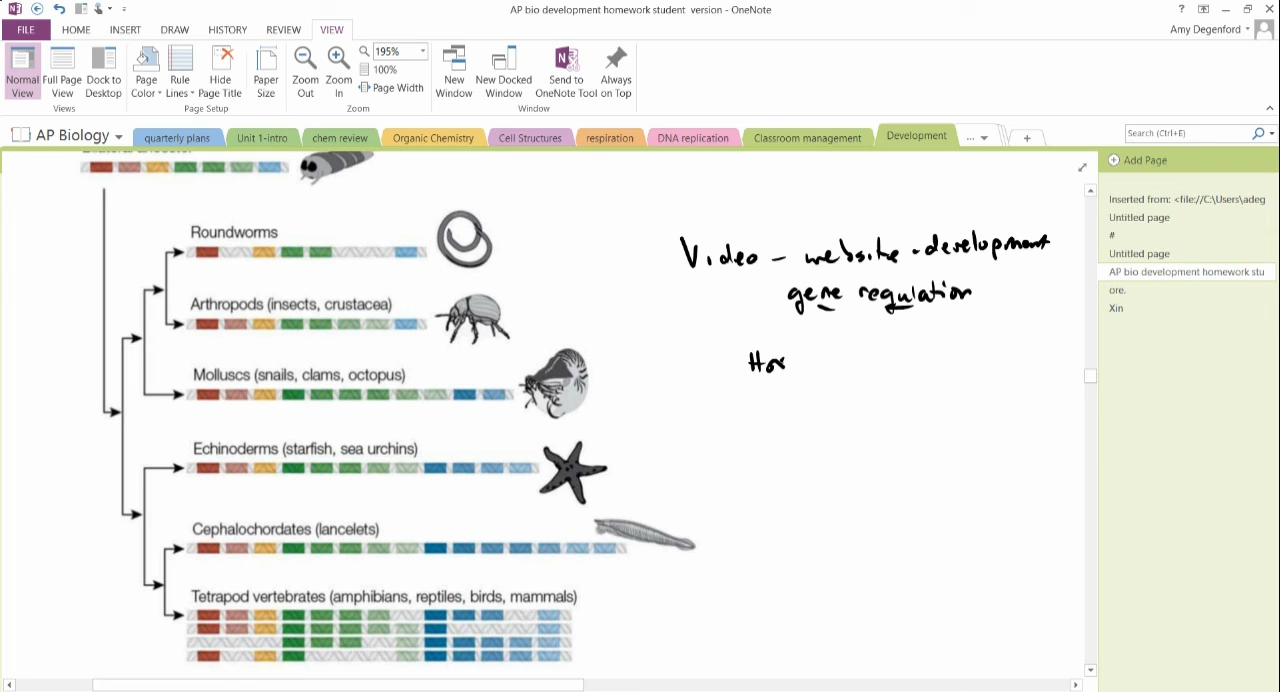 AP bio development homework student version - OneNote
FILE HOME INSERT DRAW HISTORY REVIEW VIEW
Amy Degenford
Normal View
Full Page View
Dock to Desktop
Page Color
Rule Lines
Hide Page Title
Paper Size
Zoom Out
Zoom In
195%
100%
Page Width
New Window
New Docked Window
Send to OneNote Tool
Always on Top
Views Page Setup Zoom Window
AP Biology
quarterly plans Unit 1-intro chem review Organic Chemistry Cell Structures respiration DNA replication Classroom management Development ...
Search (Ctrl+E)
Add Page
Inserted from: <file://C:\Users\adeg
Untitled page
#
Untitled page
AP bio development homework stu
ore.
Xin
Roundworms
Arthropods (insects, crustacea)
Molluscs (snails, clams, octopus)
Echinoderms (starfish, sea urchins)
Cephalochordates (lancelets)
Tetrapod vertebrates (amphibians, reptiles, birds, mammals)
Video - website - development
gene regulation
Hox